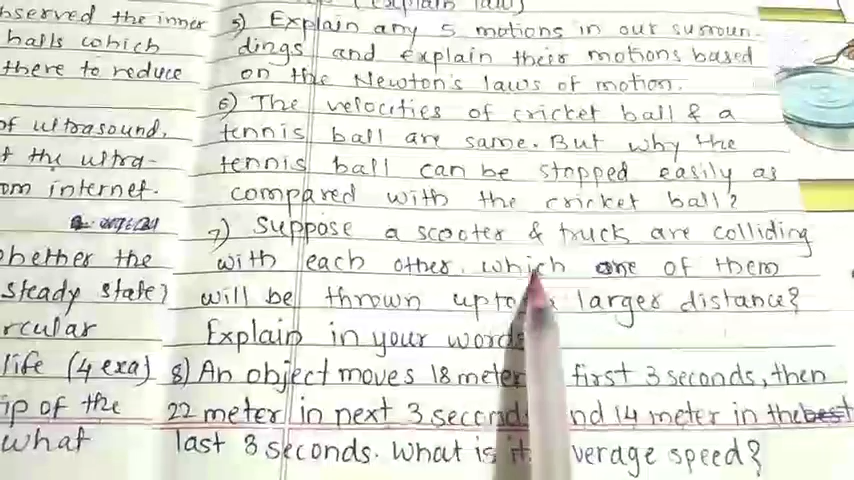 (Explain law)
5) Explain any 5 motions in our surroun-
dings and explain their motions based
on the Newton's laws of motion.
6) The velocities of cricket ball & a
tennis ball are same. But why the
tennis ball can be stopped easily as
compared with the cricket ball?
7) Suppose a scooter & truck are colliding
with each other. which one of them
will be thrown upto larger distance?
Explain in your words
8) An object moves 18 meter first 3 seconds, then
22 meter in next 3 seconds nd 14 meter in the
last 3 seconds. What is it verage speed?
bserved the inner
balls which
there to reduce
of ultrasound.
f the ultra-
om internet.
hether the
steady state?
rcular
life (4 exa)
ip of the
what